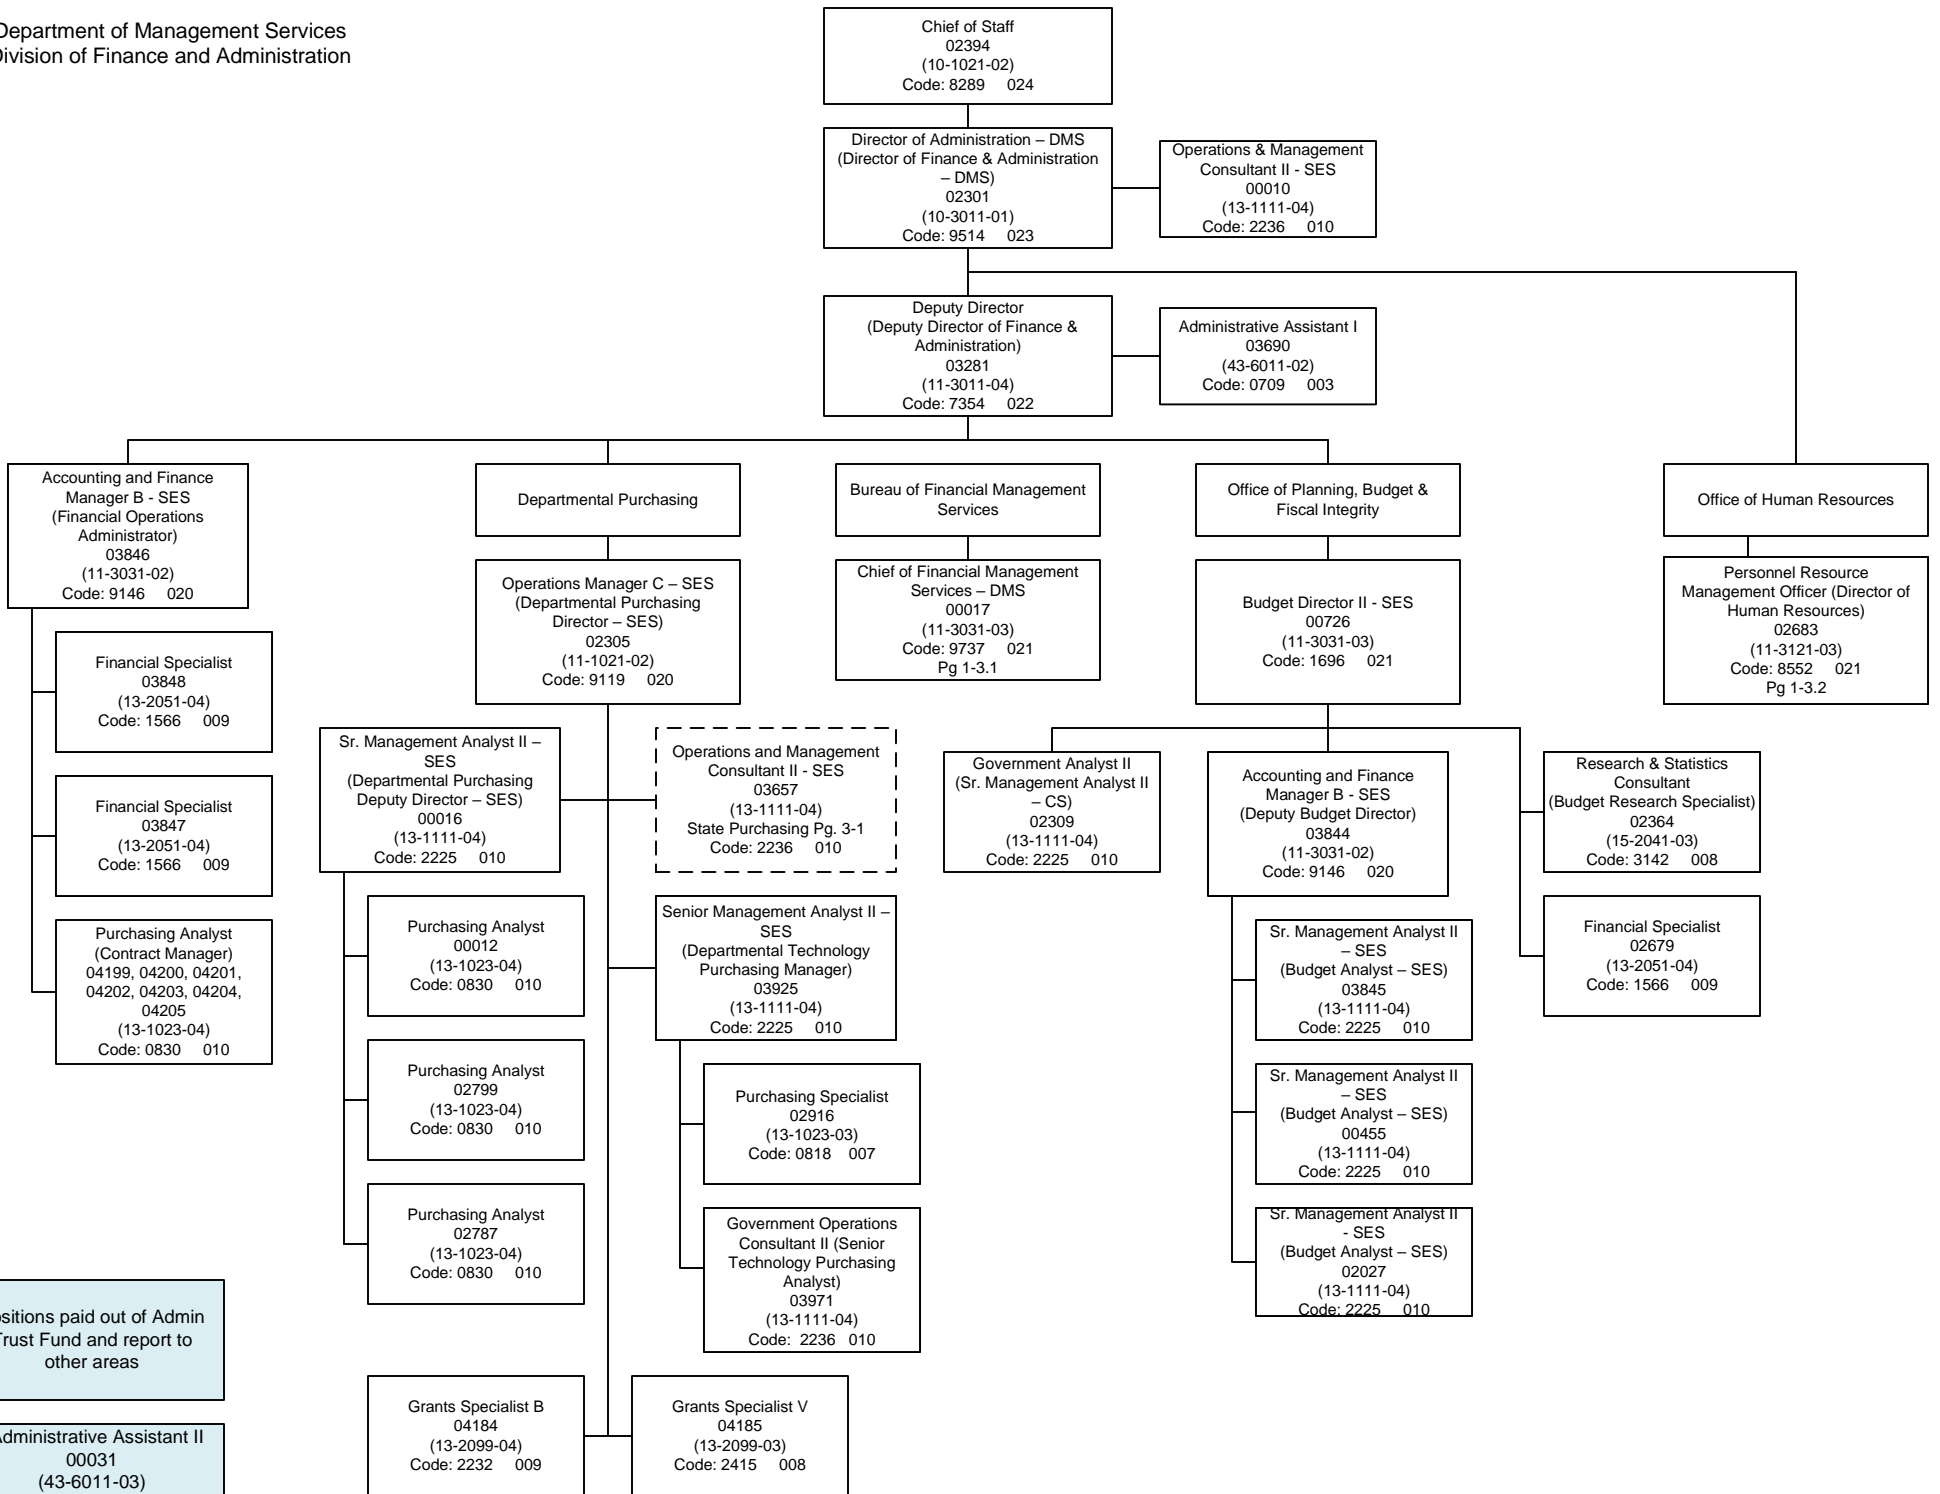 Department of Management Services
Division of Finance and Administration
Chief of Staff
02394
(10-1021-02)
Code: 8289 024
Director of Administration – DMS
(Director of Finance & Administration
– DMS)
02301
(10-3011-01)
Code: 9514 023
Operations & Management
Consultant II - SES
00010
(13-1111-04)
Code: 2236 010
Deputy Director
(Deputy Director of Finance &
Administration)
03281
(11-3011-04)
Code: 7354 022
Administrative Assistant I
03690
(43-6011-02)
Code: 0709 003
Accounting and Finance
Manager B - SES
(Financial Operations
Administrator)
03846
(11-3031-02)
Code: 9146 020
Departmental Purchasing
Bureau of Financial Management
Services
Office of Planning, Budget &
Fiscal Integrity
Office of Human Resources
Operations Manager C – SES
(Departmental Purchasing
Director – SES)
02305
(11-1021-02)
Code: 9119 020
Chief of Financial Management
Services – DMS
00017
(11-3031-03)
Code: 9737 021
Pg 1-3.1
Budget Director II - SES
00726
(11-3031-03)
Code: 1696 021
Personnel Resource
Management Officer (Director of
Human Resources)
02683
(11-3121-03)
Code: 8552 021
Pg 1-3.2
Financial Specialist
03848
(13-2051-04)
Code: 1566 009
Financial Specialist
03847
(13-2051-04)
Code: 1566 009
Purchasing Analyst
(Contract Manager)
04199, 04200, 04201,
04202, 04203, 04204,
04205
(13-1023-04)
Code: 0830 010
Sr. Management Analyst II –
SES
(Departmental Purchasing
Deputy Director – SES)
00016
(13-1111-04)
Code: 2225 010
Operations and Management
Consultant II - SES
03657
(13-1111-04)
State Purchasing Pg. 3-1
Code: 2236 010
Purchasing Analyst
00012
(13-1023-04)
Code: 0830 010
Purchasing Analyst
02799
(13-1023-04)
Code: 0830 010
Purchasing Analyst
02787
(13-1023-04)
Code: 0830 010
Senior Management Analyst II –
SES
(Departmental Technology
Purchasing Manager)
03925
(13-1111-04)
Code: 2225 010
Purchasing Specialist
02916
(13-1023-03)
Code: 0818 007
Government Operations
Consultant II (Senior
Technology Purchasing
Analyst)
03971
(13-1111-04)
Code: 2236 010
Grants Specialist B
04184
(13-2099-04)
Code: 2232 009
Grants Specialist V
04185
(13-2099-03)
Code: 2415 008
Government Analyst II
(Sr. Management Analyst II
– CS)
02309
(13-1111-04)
Code: 2225 010
Accounting and Finance
Manager B - SES
(Deputy Budget Director)
03844
(11-3031-02)
Code: 9146 020
Research & Statistics
Consultant
(Budget Research Specialist)
02364
(15-2041-03)
Code: 3142 008
Financial Specialist
02679
(13-2051-04)
Code: 1566 009
Sr. Management Analyst II
– SES
(Budget Analyst – SES)
03845
(13-1111-04)
Code: 2225 010
Sr. Management Analyst II
– SES
(Budget Analyst – SES)
00455
(13-1111-04)
Code: 2225 010
Sr. Management Analyst II
- SES
(Budget Analyst – SES)
02027
(13-1111-04)
Code: 2225 010
sitions paid out of Admin
Trust Fund and report to
other areas
Administrative Assistant II
00031
(43-6011-03)